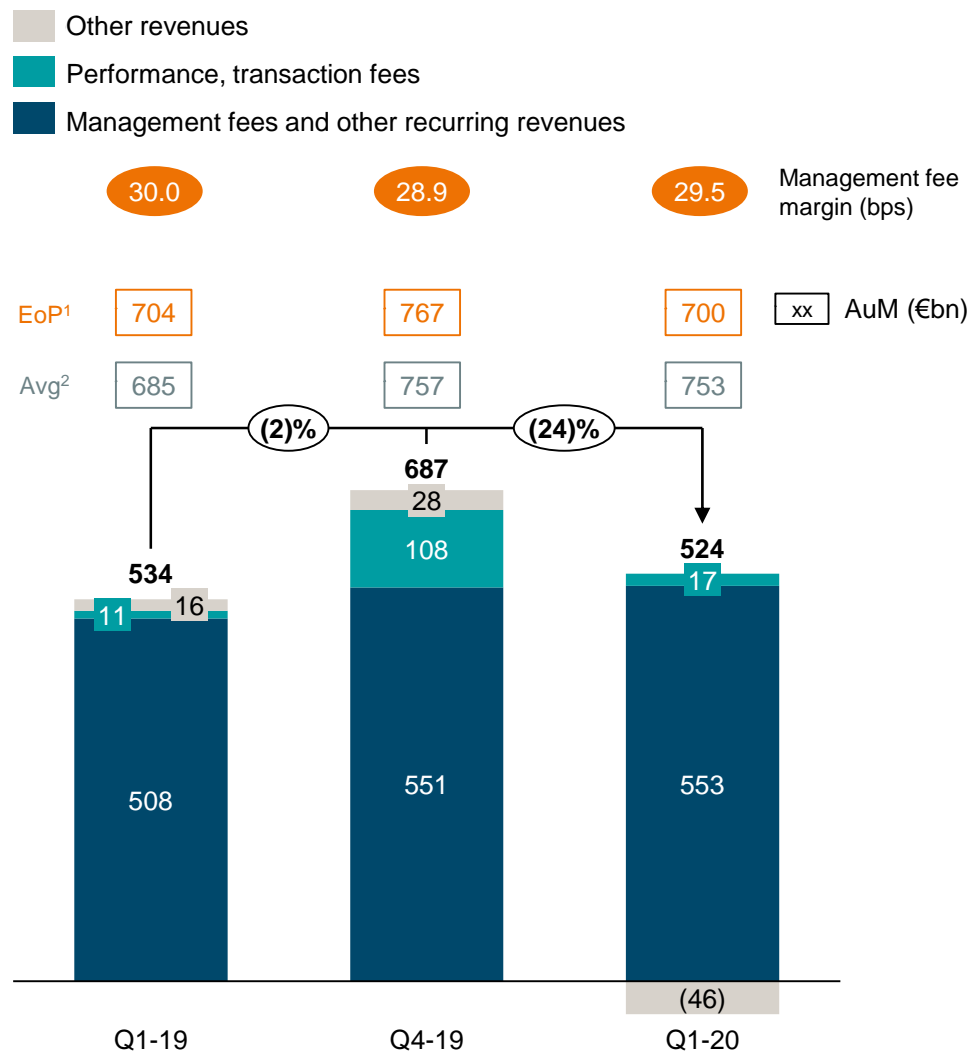 Other revenues
Performance, transaction fees
Management fees and other recurring revenues
30.0 28.9 29.5 Management fee
margin (bps)
EoP¹ 704 767 700 xx AuM (€bn)
Avg² 685 757 753
(2)% (24)%
687
28
108
534
524
11 16
17
508 551 553
(46)
Q1-19 Q4-19 Q1-20